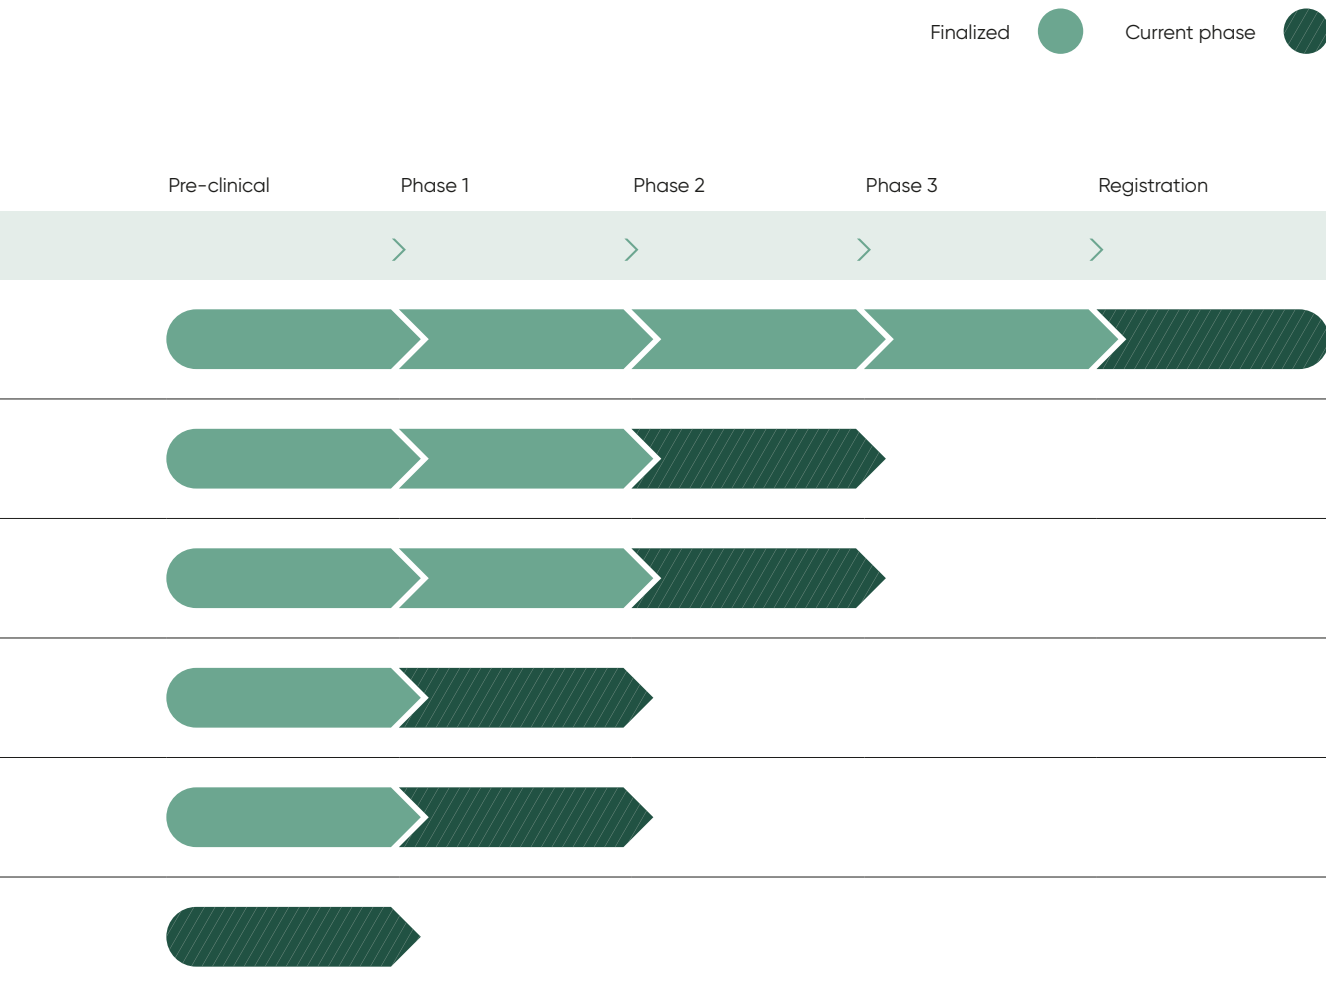 Finalized Current phase
Pre-clinical Phase 1 Phase 2 Phase 3 Registration